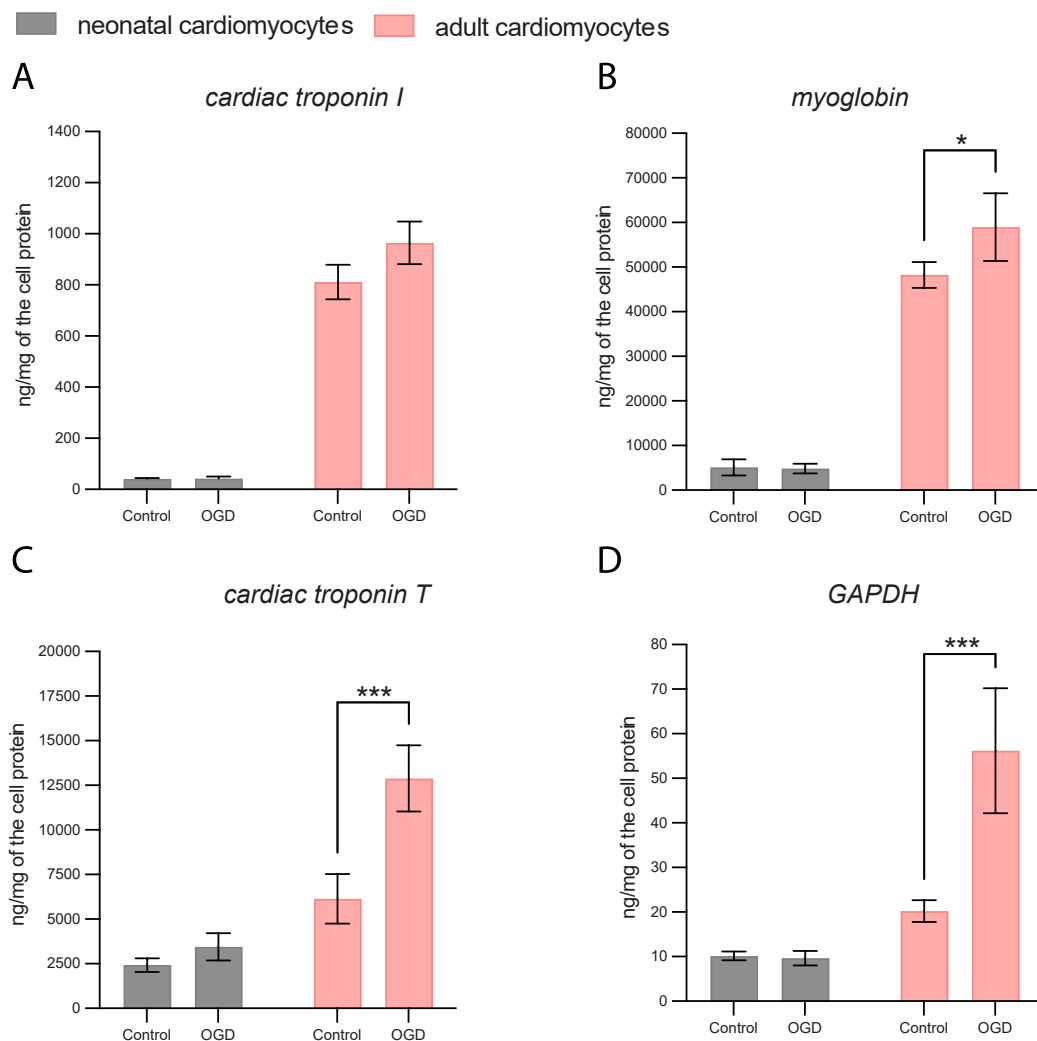 neonatal cardiomyocytes adult cardiomyocytes
A
cardiac troponin I
1400
1200
1000
800
600
400
200
0
ng/mg of the cell protein
Control OGD Control OGD
B
myoglobin
80000
70000
60000
50000
40000
30000
20000
10000
0
ng/mg of the cell protein
*
Control OGD Control OGD
C
cardiac troponin T
20000
17500
15000
12500
10000
7500
5000
2500
0
ng/mg of the cell protein
***
Control OGD Control OGD
D
GAPDH
80
70
60
50
40
30
20
10
0
ng/mg of the cell protein
***
Control OGD Control OGD